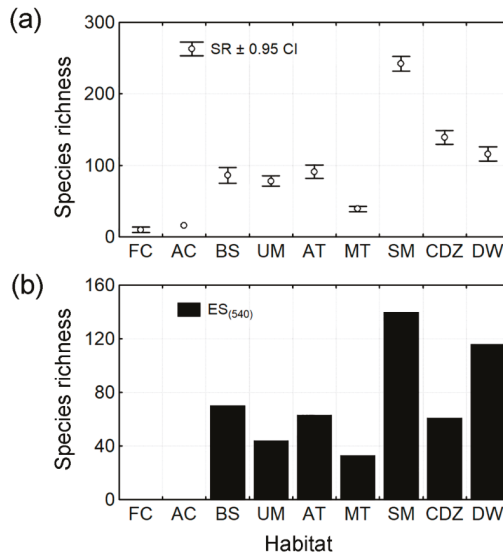 (a)
SR ± 0.95 CI
Species richness
300
200
100
0
FC AC BS UM AT MT SM CDZ DW
(b)
ES(540)
Species richness
160
120
80
40
0
FC AC BS UM AT MT SM CDZ DW
Habitat